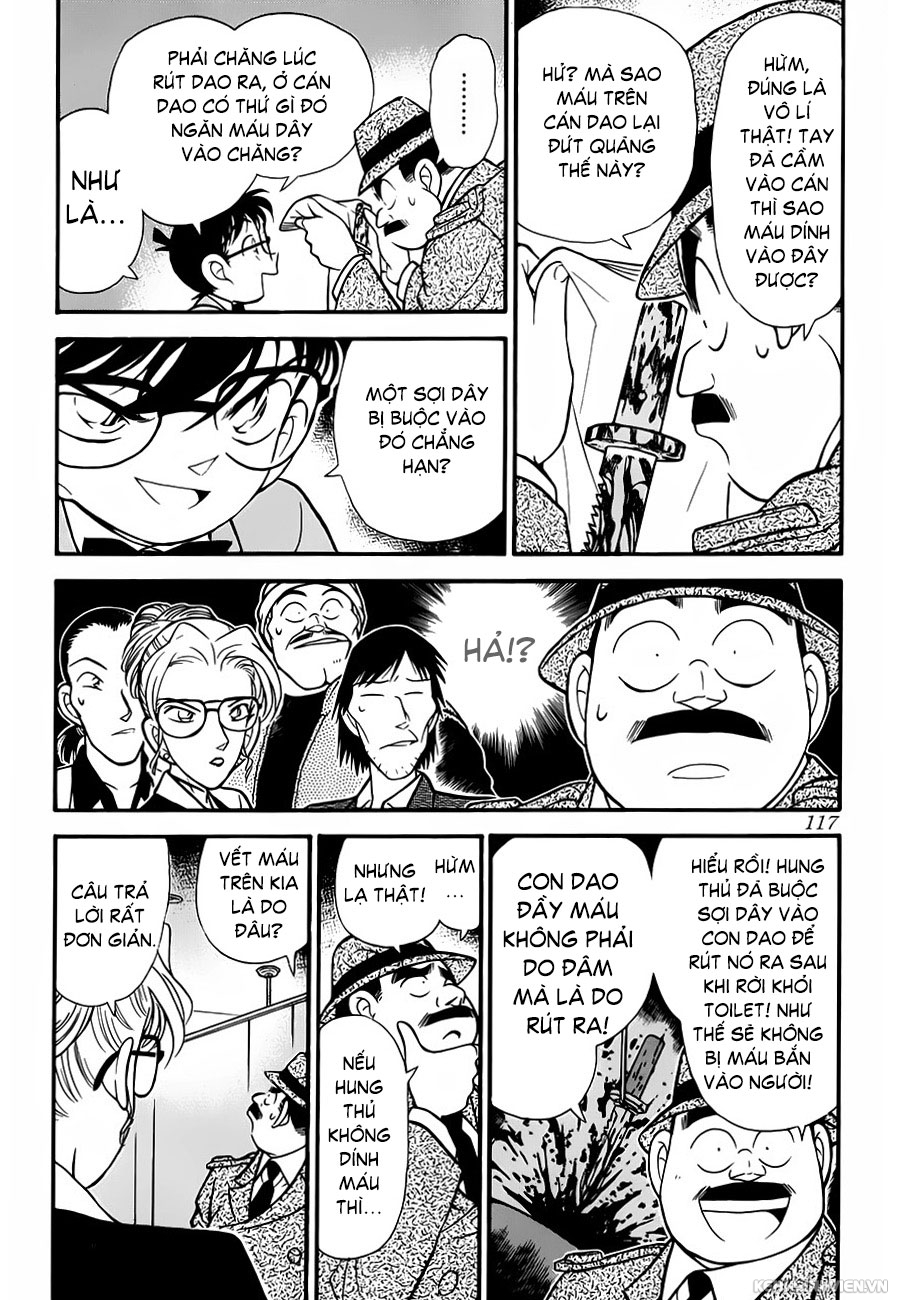 HỪM,
ĐÚNG LÀ
VÔ LÍ
THẬT! TAY
ĐÃ CẦM
VÀO CÁN
THÌ SAO
MÁU DÍNH
VÀO ĐÂY
ĐƯỢC?
HỬ? MÀ SAO
MÁU TRÊN
CÁN DAO LẠI
ĐỨT QUÃNG
THẾ NÀY?
.........
PHẢI CHĂNG LÚC
RÚT DAO RA, Ở CÁN
DAO CÓ THỨ GÌ ĐÓ
NGĂN MÁU DÂY
VÀO CHĂNG?
NHƯ
LÀ...
MỘT SỢI DÂY
BỊ BUỘC VÀO
ĐÓ CHẲNG
HẠN?
HẢ!?
117
HIỂU RỒI! HUNG
THỦ ĐÃ BUỘC
SỢI DÂY VÀO
CON DAO ĐỂ
RÚT NÓ RA SAU
KHI RỜI KHỎI
TOILET! NHƯ
THẾ SẼ KHÔNG
BỊ MÁU BẮN
VÀO NGƯỜI!
CON DAO
ĐẦY MÁU
KHÔNG PHẢI
DO ĐÂM
MÀ LÀ DO
RÚT RA!
HỪM
...
NHƯNG
LẠ THẬT!
NẾU
HUNG
THỦ
KHÔNG
DÍNH
MÁU
THÌ...
VẾT MÁU
TRÊN KIA
LÀ DO
ĐÂU?
CÂU TRẢ
LỜI RẤT
ĐƠN GIẢN.